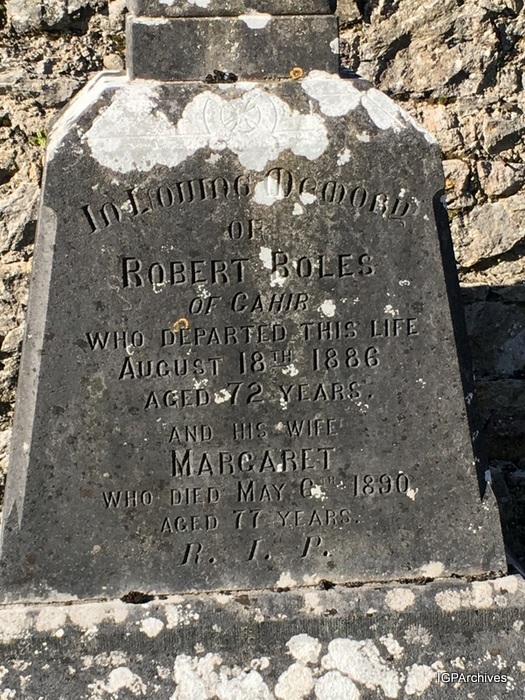 In Loving Memory
OF
ROBERT BOLES
OF CAHIR
WHO DEPARTED THIS LIFE
AUGUST 18TH 1886
AGED 72 YEARS.
AND HIS WIFE
MARGARET
WHO DIED MAY 6TH 1890
AGED 77 YEARS.
R. I. P.
IGPArchives